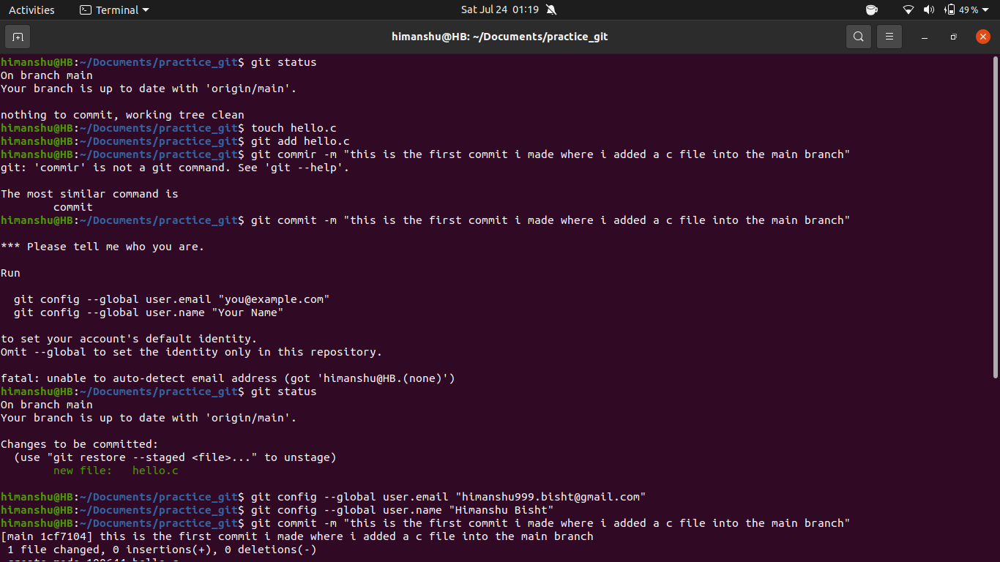 Activities Terminal Sat Jul 24 01:19 49 %
himanshu@HB: ~/Documents/practice_git
himanshu@HB:~/Documents/practice_git$ git status
On branch main
Your branch is up to date with 'origin/main'.
nothing to commit, working tree clean
himanshu@HB:~/Documents/practice_git$ touch hello.c
himanshu@HB:~/Documents/practice_git$ git add hello.c
himanshu@HB:~/Documents/practice_git$ git commir -m "this is the first commit i made where i added a c file into the main branch"
git: 'commir' is not a git command. See 'git --help'.
The most similar command is
commit
himanshu@HB:~/Documents/practice_git$ git commit -m "this is the first commit i made where i added a c file into the main branch"
*** Please tell me who you are.
Run
git config --global user.email "you@example.com"
git config --global user.name "Your Name"
to set your account's default identity.
Omit --global to set the identity only in this repository.
fatal: unable to auto-detect email address (got 'himanshu@HB.(none)')
himanshu@HB:~/Documents/practice_git$ git status
On branch main
Your branch is up to date with 'origin/main'.
Changes to be committed:
(use "git restore --staged <file>..." to unstage)
new file:   hello.c
himanshu@HB:~/Documents/practice_git$ git config --global user.email "himanshu999.bisht@gmail.com"
himanshu@HB:~/Documents/practice_git$ git config --global user.name "Himanshu Bisht"
himanshu@HB:~/Documents/practice_git$ git commit -m "this is the first commit i made where i added a c file into the main branch"
[main 1cf7104] this is the first commit i made where i added a c file into the main branch
1 file changed, 0 insertions(+), 0 deletions(-)